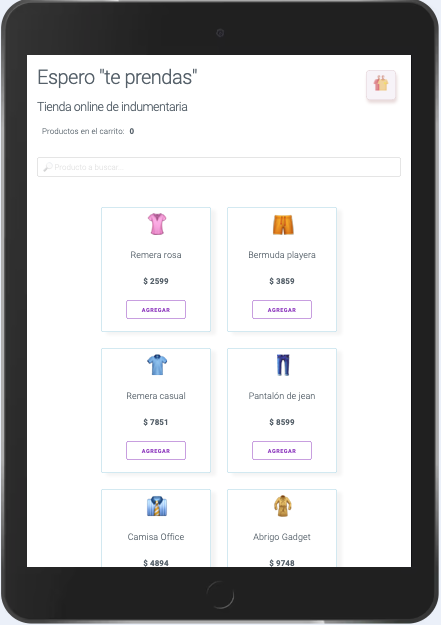 Espero "te prendas"
Tienda online de indumentaria
Productos en el carrito: 0
Producto a buscar...
Remera rosa
Bermuda playera
$ 2599
$ 3859
AGREGAR
AGREGAR
Remera casual
Pantalón de jean
$ 7851
$ 8599
AGREGAR
AGREGAR
Camisa Office
Abrigo Gadget
$ 4894
$ 9748